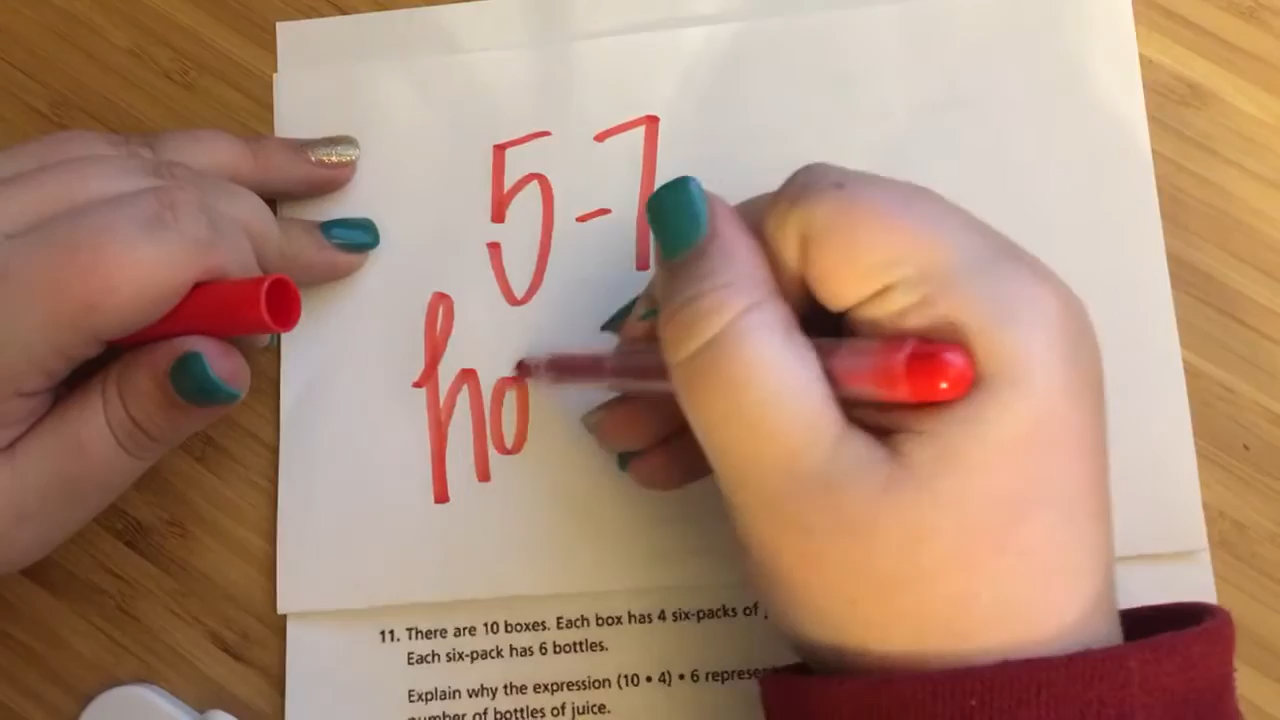 5-7
ho
11. There are 10 boxes. Each box has 4 six-packs of
Each six-pack has 6 bottles.
Explain why the expression (10 • 4) • 6
number of bottles of juice.